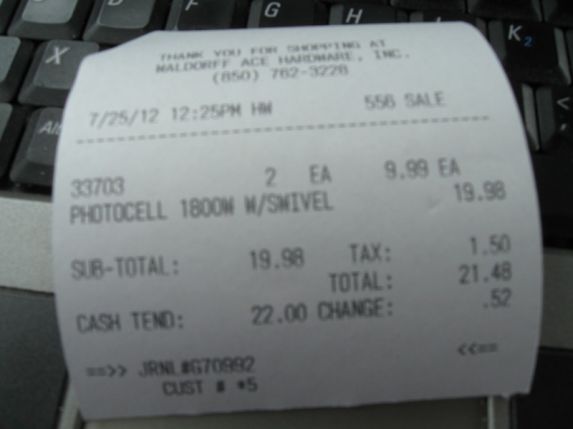 THANK YOU FOR SHOPPING AT
WALDORFF ACE HARDWARE, INC.
(850) 762-3228
7/25/12 12:25PM HW 556 SALE
33703 2 EA 9.99 EA
PHOTOCELL 1800W W/SWIVEL 19.98
SUB-TOTAL: 19.98 TAX: 1.50
TOTAL: 21.48
CASH TEND: 22.00 CHANGE: .52
==>> JRNL#G70992 <<==
CUST # *5
X
F
G
H
K2
Alt
<